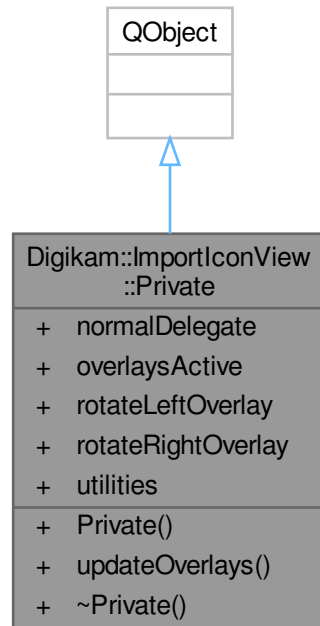 QObject
Digikam::ImportIconView
::Private
+ normalDelegate
+ overlaysActive
+ rotateLeftOverlay
+ rotateRightOverlay
+ utilities
+ Private()
+ updateOverlays()
+ ~Private()